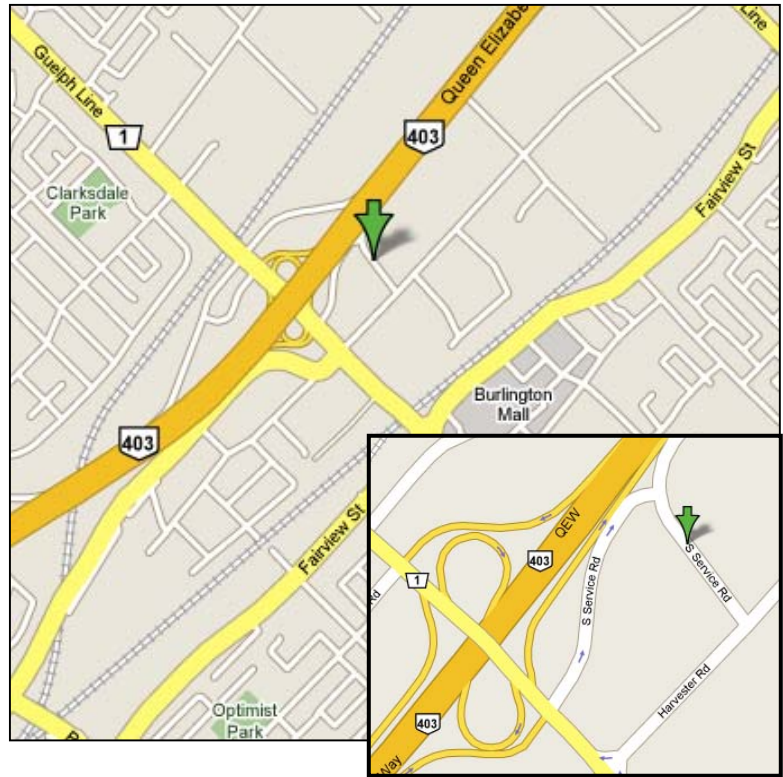 Guelph Line
1
Queen Elizabe
403
Line
Clarksdale
Park
Fairview St
Burlington
Mall
403
Fairview St
Optimist
Park
QEW
403
1
S Service Rd
S Service Rd
Rd
Harvester Rd
403
Way